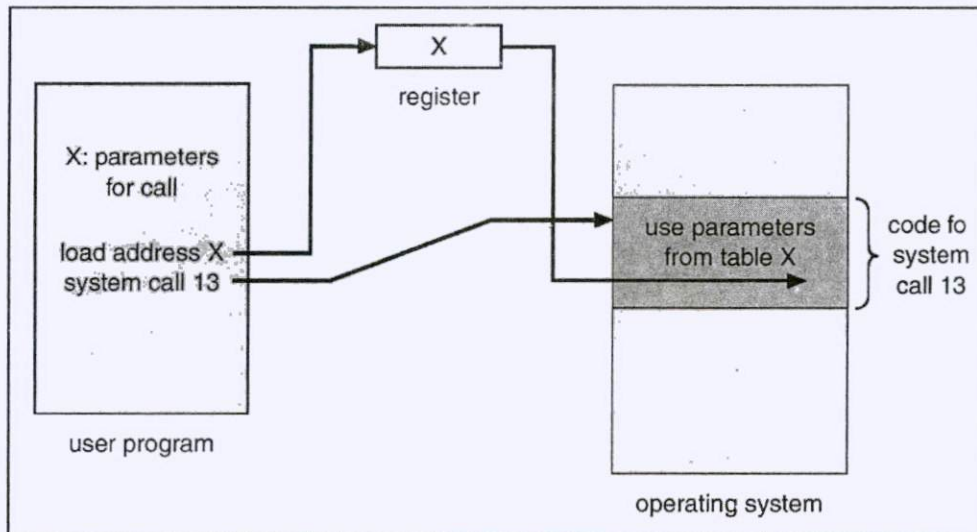 X
register
X: parameters
for call
load address X
system call 13
user program
use parameters
from table X
code fo
system
call 13
operating system